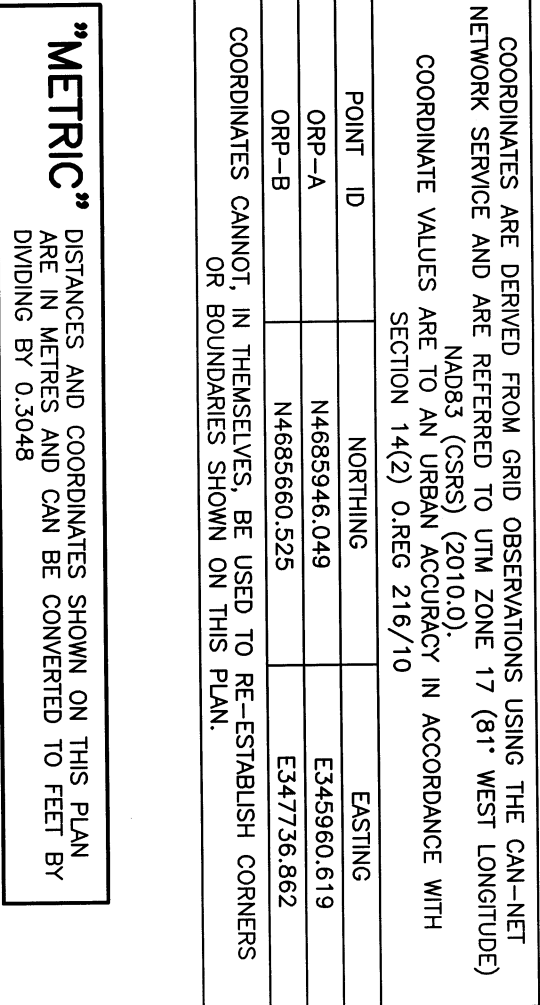 COORDINATES ARE DERIVED FROM GRID OBSERVATIONS USING THE CAN-NET
NETWORK SERVICE AND ARE REFERRED TO UTM ZONE 17 (81° WEST LONGITUDE)
NAD83 (CSRS) (2010.0).
COORDINATE VALUES ARE TO AN URBAN ACCURACY IN ACCORDANCE WITH
SECTION 14(2) O.REG 216/10
POINT ID NORTHING EASTING
ORP-A N4685946.049 E345960.619
ORP-B N4685660.525 E347736.862
COORDINATES CANNOT, IN THEMSELVES, BE USED TO RE-ESTABLISH CORNERS
OR BOUNDARIES SHOWN ON THIS PLAN.
"METRIC" DISTANCES AND COORDINATES SHOWN ON THIS PLAN
ARE IN METRES AND CAN BE CONVERTED TO FEET BY
DIVIDING BY 0.3048